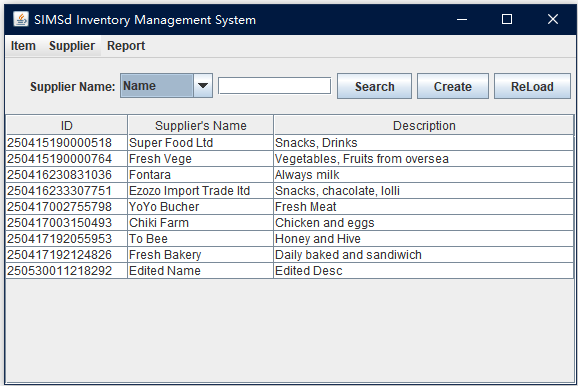 SIMSd Inventory Management System
Item Supplier Report
Supplier Name: Name Search Create ReLoad
ID Supplier's Name Description
250415190000518 Super Food Ltd Snacks, Drinks
250415190000764 Fresh Vege Vegetables, Fruits from oversea
250416230831036 Fontara Always milk
250416233307751 Ezozo Import Trade ltd Snacks, chacolate, lolli
250417002755798 YoYo Bucher Fresh Meat
250417003150493 Chiki Farm Chicken and eggs
250417192055953 To Bee Honey and Hive
250417192124826 Fresh Bakery Daily baked and sandiwich
250530011218292 Edited Name Edited Desc